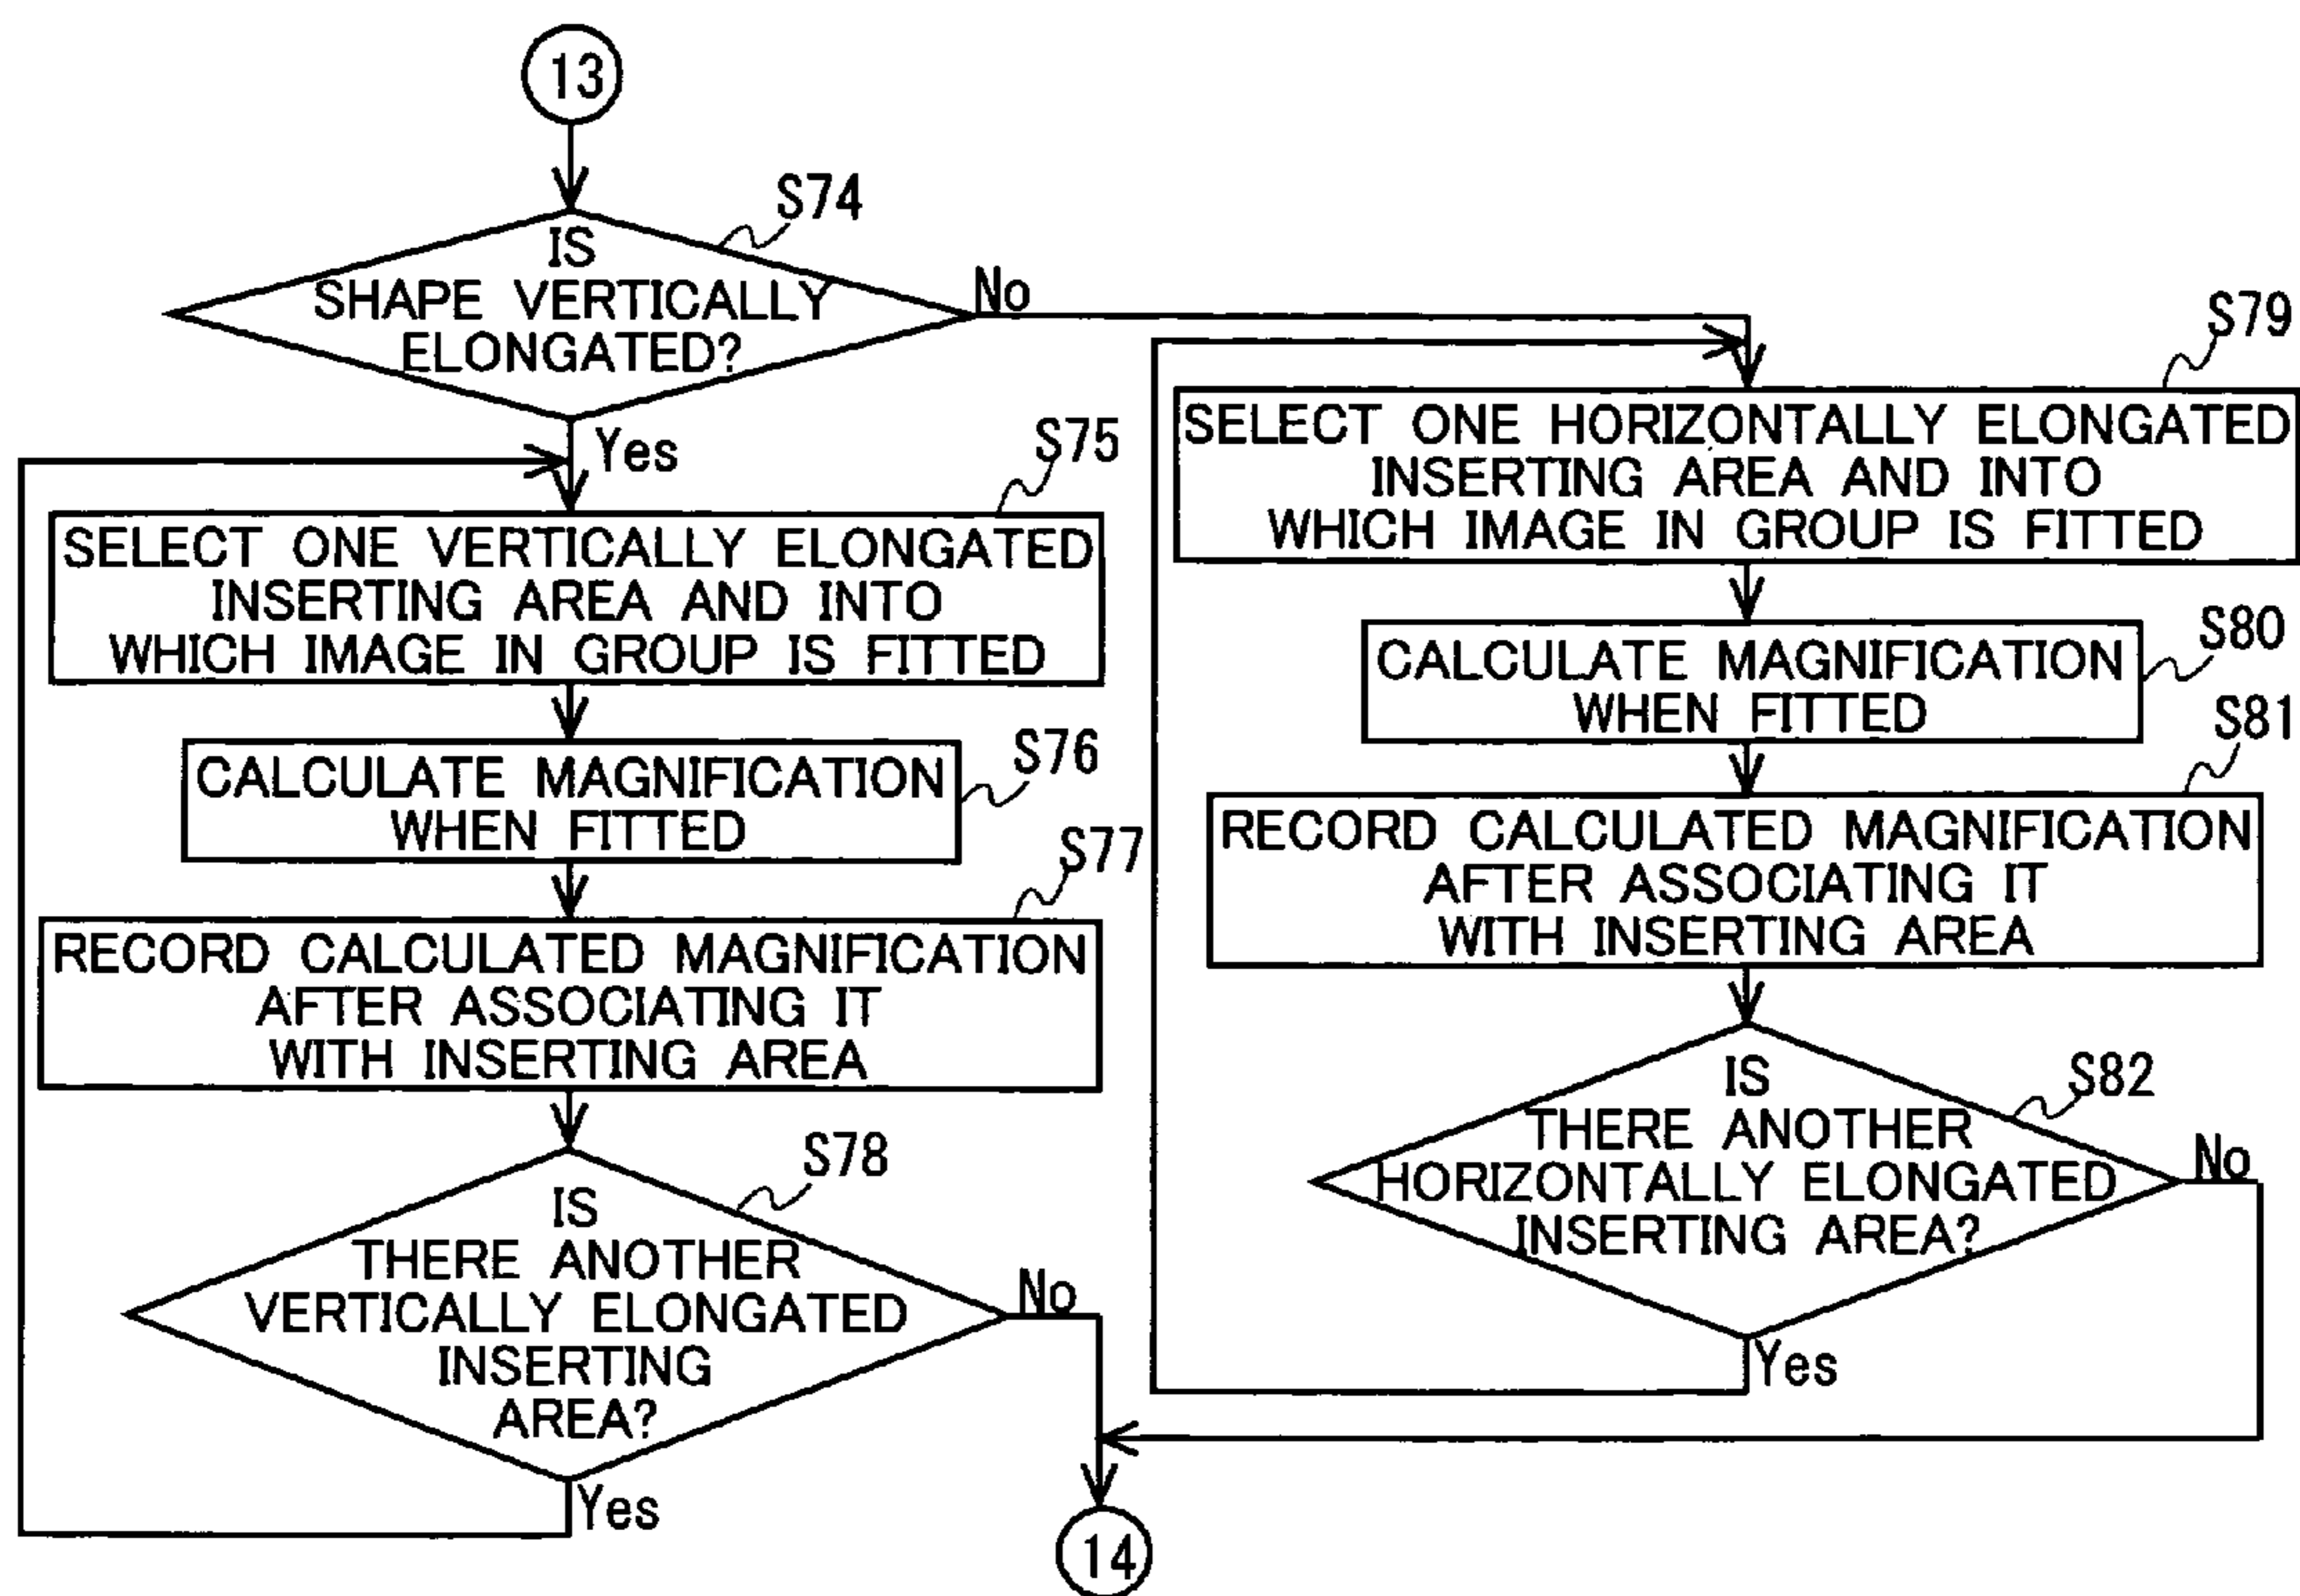 13
S74
IS
SHAPE VERTICALLY
ELONGATED?
No
Yes
S75
SELECT ONE VERTICALLY ELONGATED
INSERTING AREA AND INTO
WHICH IMAGE IN GROUP IS FITTED
S76
CALCULATE MAGNIFICATION
WHEN FITTED
S77
RECORD CALCULATED MAGNIFICATION
AFTER ASSOCIATING IT
WITH INSERTING AREA
S78
IS
THERE ANOTHER
VERTICALLY ELONGATED
INSERTING
AREA?
No
Yes
S79
SELECT ONE HORIZONTALLY ELONGATED
INSERTING AREA AND INTO
WHICH IMAGE IN GROUP IS FITTED
S80
CALCULATE MAGNIFICATION
WHEN FITTED
S81
RECORD CALCULATED MAGNIFICATION
AFTER ASSOCIATING IT
WITH INSERTING AREA
S82
IS
THERE ANOTHER
HORIZONTALLY ELONGATED
INSERTING AREA?
No
Yes
14